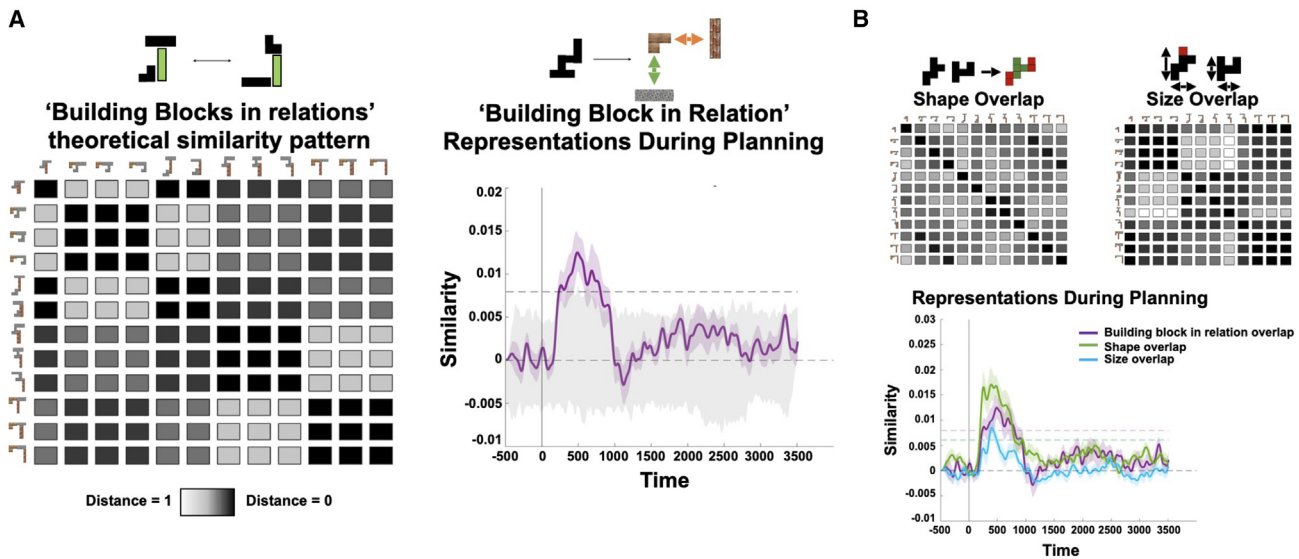 A
B
‘Building Blocks in relations’
theoretical similarity pattern
Distance = 1
Distance = 0
‘Building Block in Relation’
Representations During Planning
0.02
0.015
0.01
0.005
0
-0.005
-0.01
Similarity
-500 0 500 1000 1500 2000 2500 3000 3500
Time
Shape Overlap
Size Overlap
Representations During Planning
0.03
0.025
0.02
0.015
0.01
0.005
0
-0.005
0.01
Similarity
Building block in relation overlap
Shape overlap
Size overlap
-500 0 500 1000 1500 2000 2500 3000 3500
Time